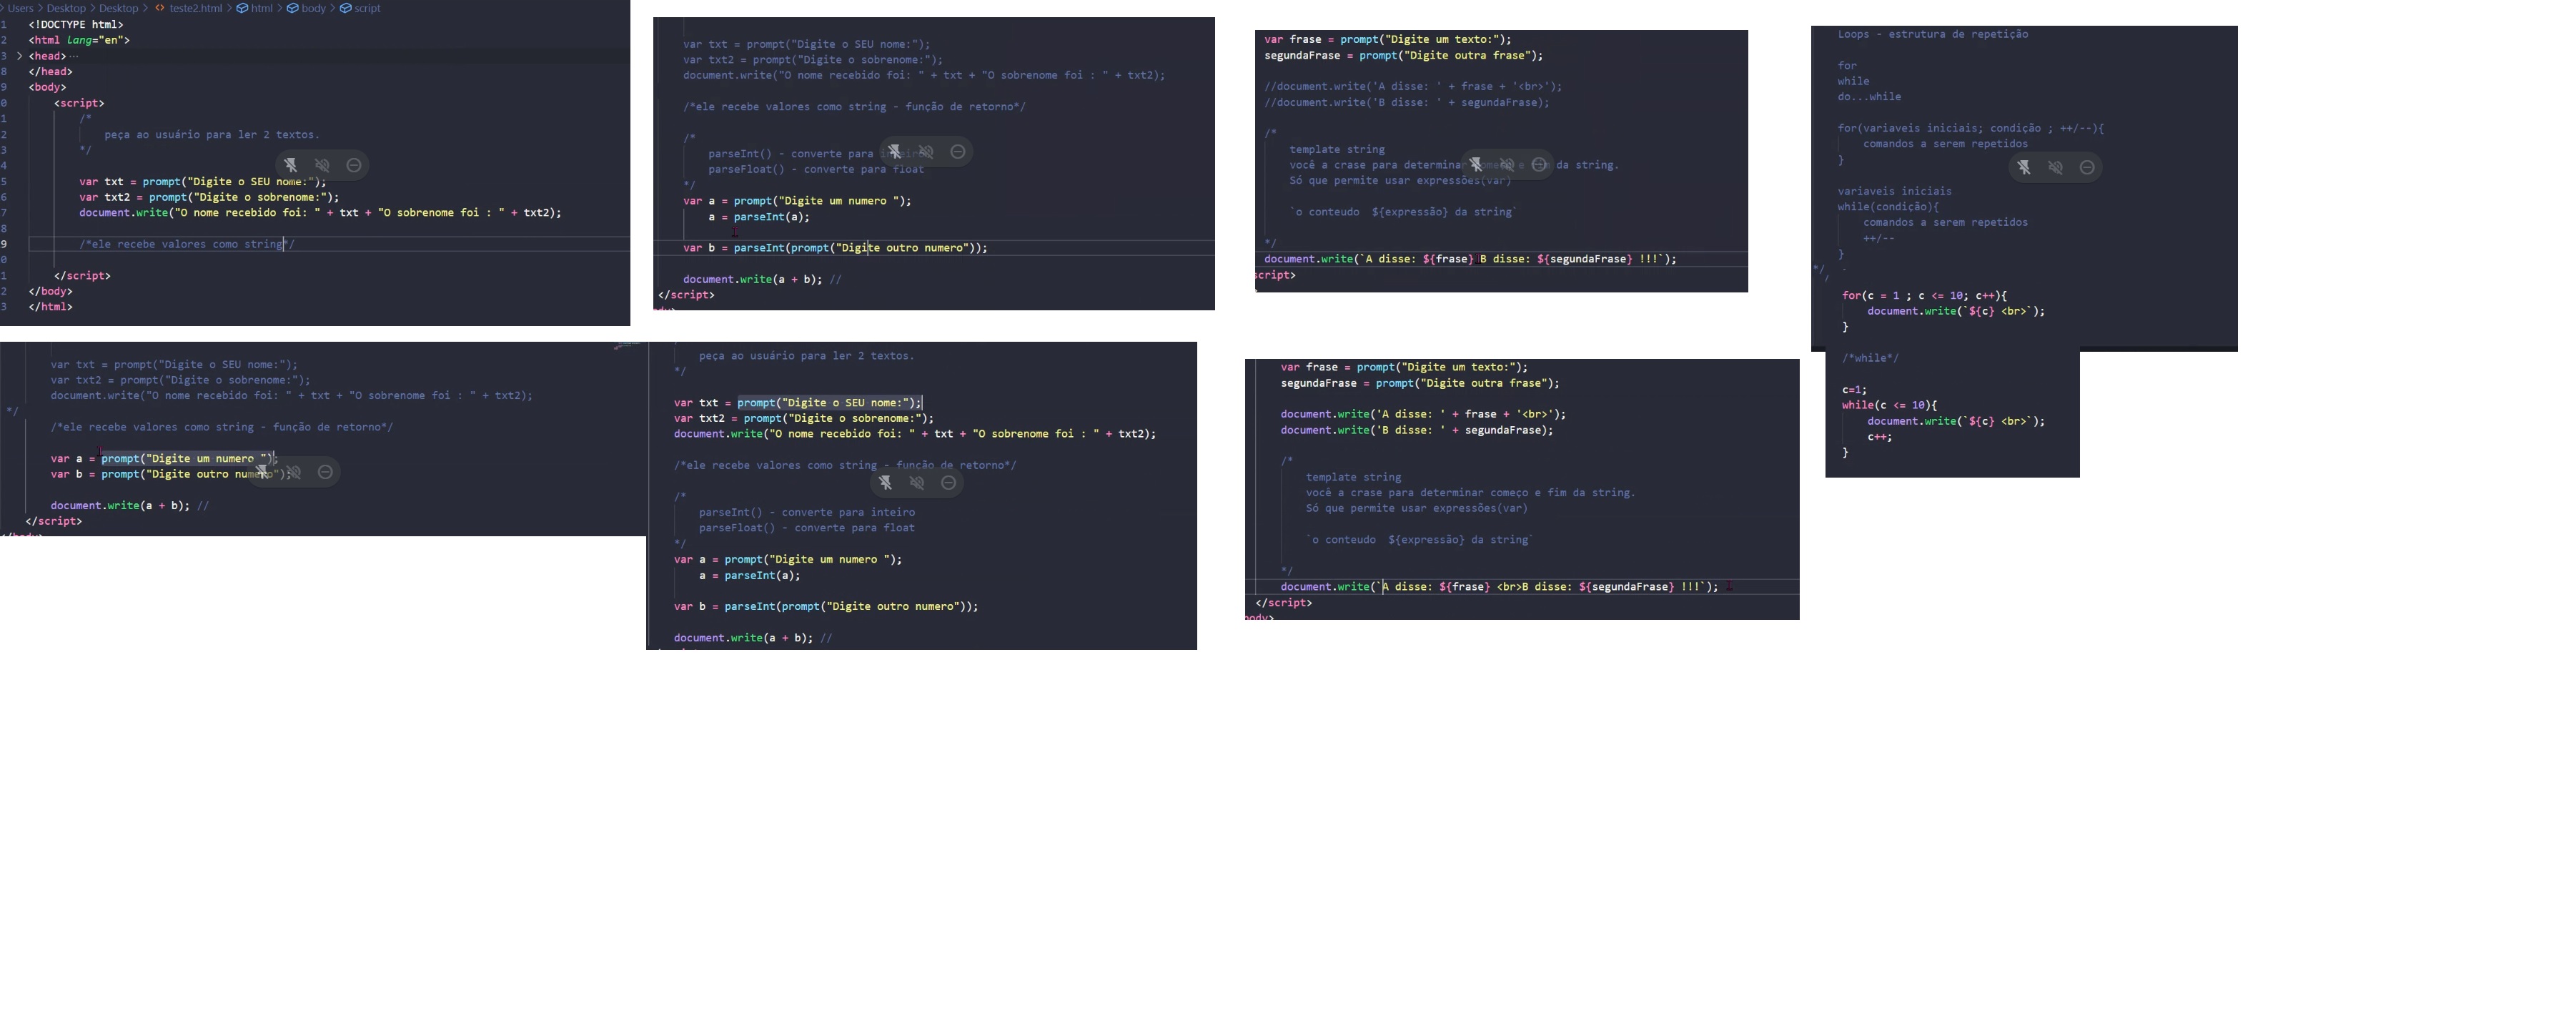 Users > Desktop > Desktop > teste2.html > html > body > script
1 <!DOCTYPE html>
2 <html lang="en">
3 > <head>···
8 </head>
9 <body>
0 <script>
1 /*
2 peça ao usuário para ler 2 textos.
3 */
4
5 var txt = prompt("Digite o SEU nome:");
6 var txt2 = prompt("Digite o sobrenome:");
7 document.write("O nome recebido foi: " + txt + "O sobrenome foi : " + txt2);
8
9 /*ele recebe valores como string*/
0
1 </script>
2 </body>
3 </html>
var txt = prompt("Digite o SEU nome:");
var txt2 = prompt("Digite o sobrenome:");
document.write("O nome recebido foi: " + txt + "O sobrenome foi : " + txt2);
*/
/*ele recebe valores como string - função de retorno*/
var a = prompt("Digite um numero ");
var b = prompt("Digite outro numero");
document.write(a + b); //
</script>
</body>
var txt = prompt("Digite o SEU nome:");
var txt2 = prompt("Digite o sobrenome:");
document.write("O nome recebido foi: " + txt + "O sobrenome foi : " + txt2);
/*ele recebe valores como string - função de retorno*/
/*
parseInt() - converte para inteiro
parseFloat() - converte para float
*/
var a = prompt("Digite um numero ");
a = parseInt(a);
var b = parseInt(prompt("Digite outro numero"));
document.write(a + b); //
</script>
peça ao usuário para ler 2 textos.
*/
var txt = prompt("Digite o SEU nome:");
var txt2 = prompt("Digite o sobrenome:");
document.write("O nome recebido foi: " + txt + "O sobrenome foi : " + txt2);
/*ele recebe valores como string - função de retorno*/
/*
parseInt() - converte para inteiro
parseFloat() - converte para float
*/
var a = prompt("Digite um numero ");
a = parseInt(a);
var b = parseInt(prompt("Digite outro numero"));
document.write(a + b); //
var frase = prompt("Digite um texto:");
segundaFrase = prompt("Digite outra frase");
//document.write('A disse: ' + frase + '<br>');
//document.write('B disse: ' + segundaFrase);
/*
template string
você a crase para determinar começo e fim da string.
Só que permite usar expressões(var)
`o conteudo ${expressão} da string`
*/
document.write(`A disse: ${frase} B disse: ${segundaFrase} !!!`);
script>
var frase = prompt("Digite um texto:");
segundaFrase = prompt("Digite outra frase");
document.write('A disse: ' + frase + '<br>');
document.write('B disse: ' + segundaFrase);
/*
template string
você a crase para determinar começo e fim da string.
Só que permite usar expressões(var)
`o conteudo ${expressão} da string`
*/
document.write(`A disse: ${frase} <br>B disse: ${segundaFrase} !!!`);
</script>
body>
Loops - estrutura de repetição
for
while
do...while
for(variaveis iniciais; condição ; ++/--){
comandos a serem repetidos
}
variaveis iniciais
while(condição){
comandos a serem repetidos
++/--
}
*/
for(c = 1 ; c <= 10; c++){
document.write(`${c} <br>`);
}
/*while*/
c=1;
while(c <= 10){
document.write(`${c} <br>`);
c++;
}